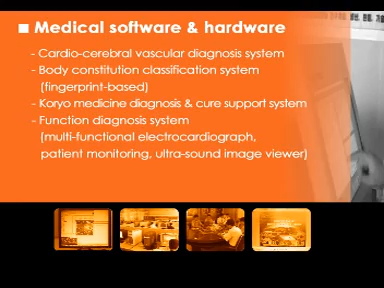 ■ Medical software & hardware
- Cardio-cerebral vascular diagnosis system
- Body constitution classification system
(fingerprint-based)
- Koryo medicine diagnosis & cure support system
- Function diagnosis system
(multi-functional electrocardiograph,
patient monitoring, ultra-sound image viewer)